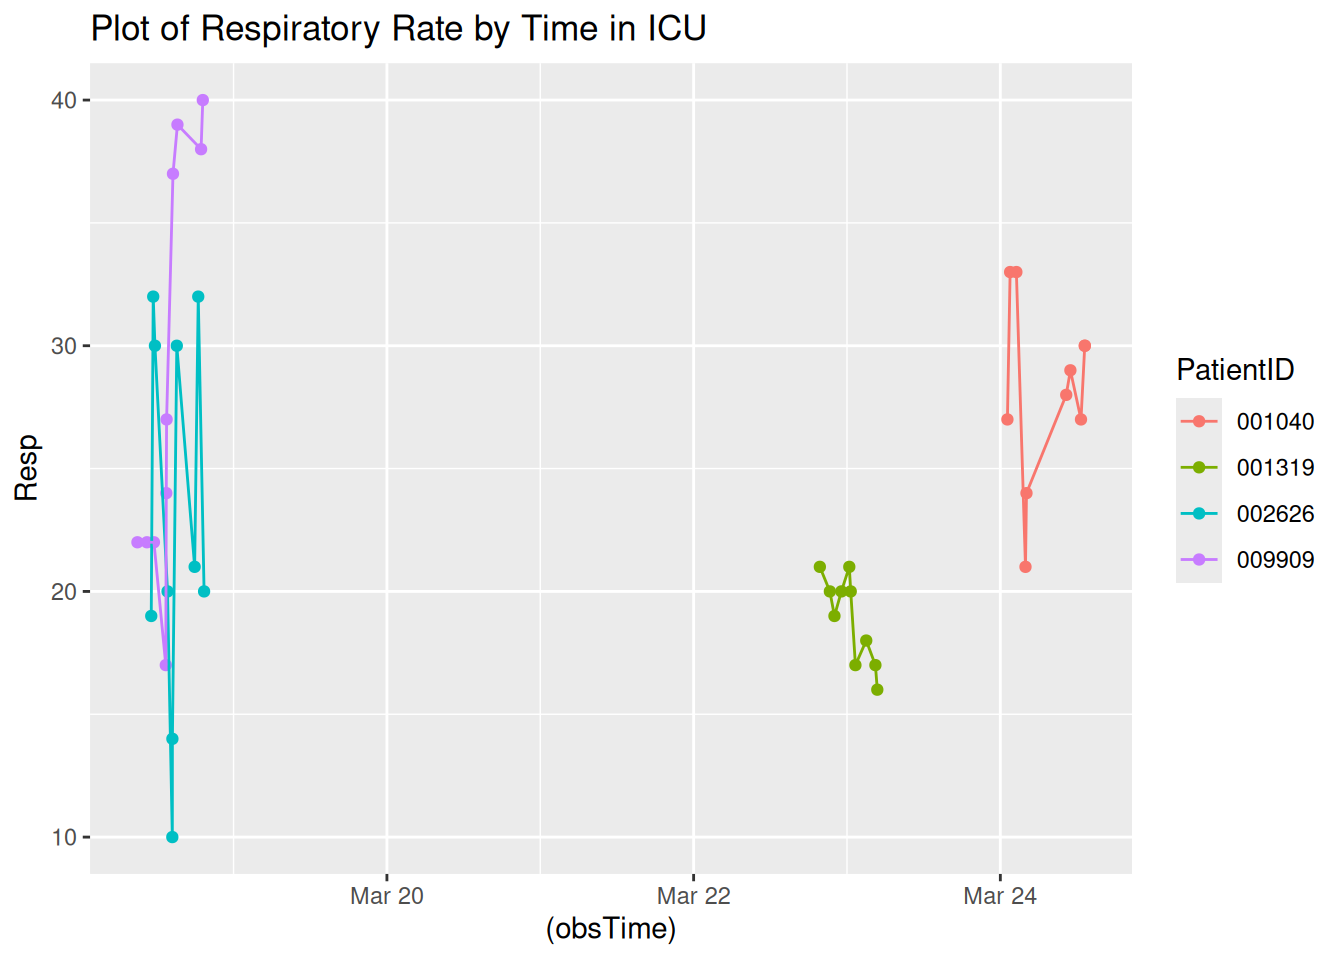 Plot of Respiratory Rate by Time in ICU
40
30
20
10
Resp
Mar 20
Mar 22
Mar 24
(obsTime)
PatientID
001040
001319
002626
009909